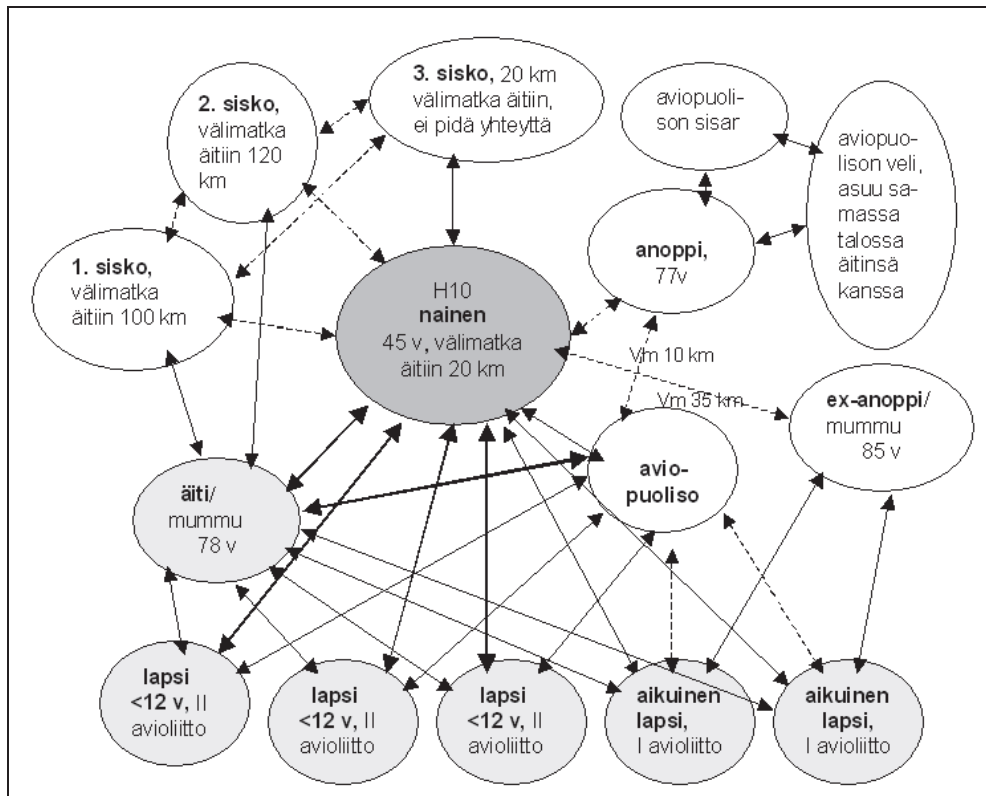 3. sisko, 20 km
välimatka äitiin,
ei pidä yhteyttä
2. sisko,
välimatka
äitiin 120
km
aviopuoli-
son sisar
aviopuo-
lison veli,
asuu sa-
massa
talossa
äitinsä
kanssa
1. sisko,
välimatka
äitiin 100 km
anoppi,
77v
H10
nainen
45 v, välimatka
äitiin 20 km
Vm 10 km
Vm 35 km
ex-anoppi/
mummu
85 v
avio-
puoliso
äiti/
mummu
78 v
lapsi
<12 v, II
avioliitto
lapsi
<12 v, II
avioliitto
lapsi
<12 v, II
avioliitto
aikuinen
lapsi,
I avioliitto
aikuinen
lapsi,
I avioliitto